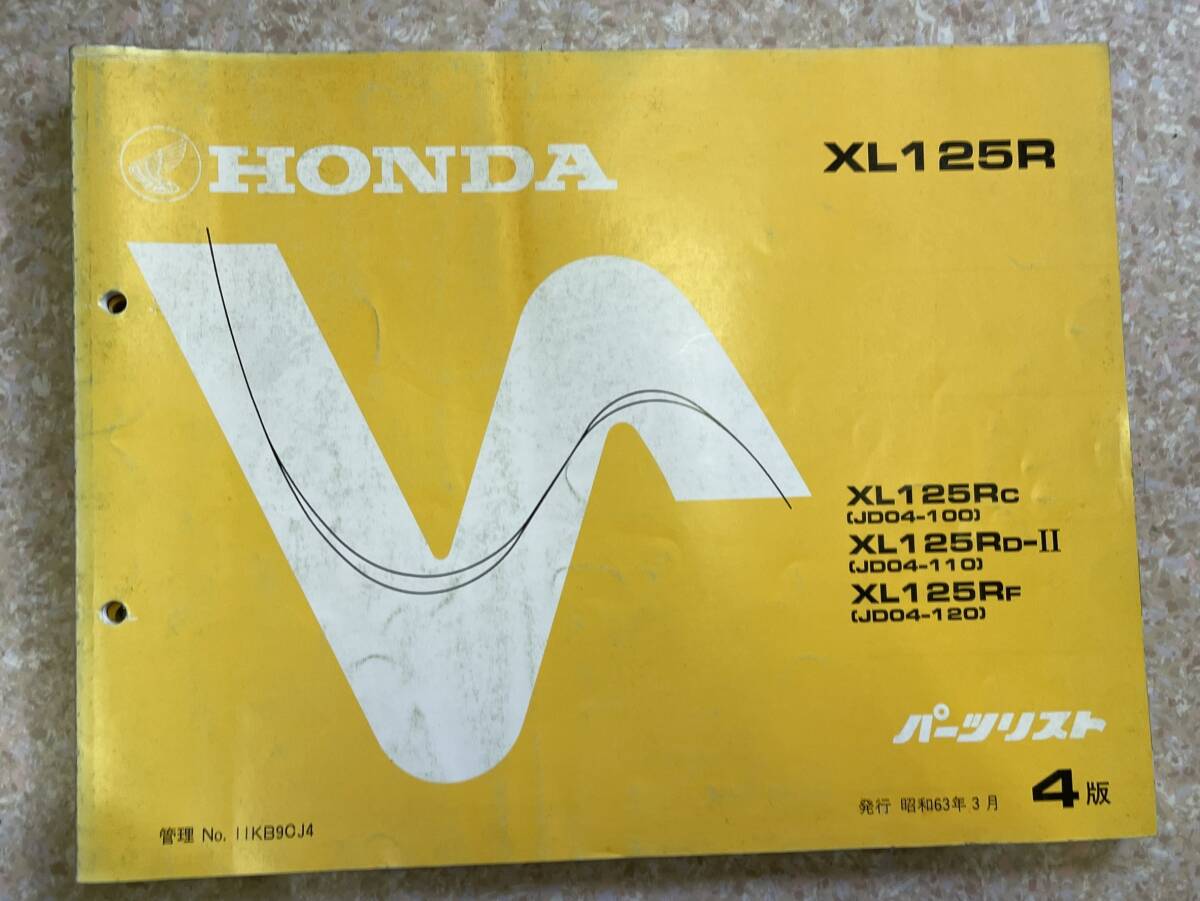 HONDA
XL125R
XL125RC
(JD04-100)
XL125RD-II
(JD04-110)
XL125RF
(JD04-120)
パーツリスト
発行 昭和63年3月 4版
管理 No. 11KB9CJ4